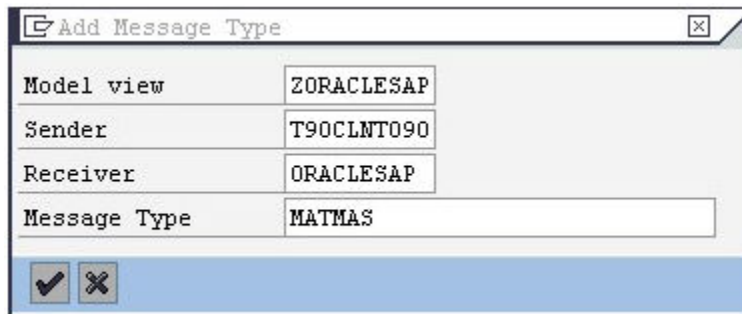 Add Message Type
Model view ZORACLESAP
Sender T90CLNT090
Receiver ORACLESAP
Message Type MATMAS